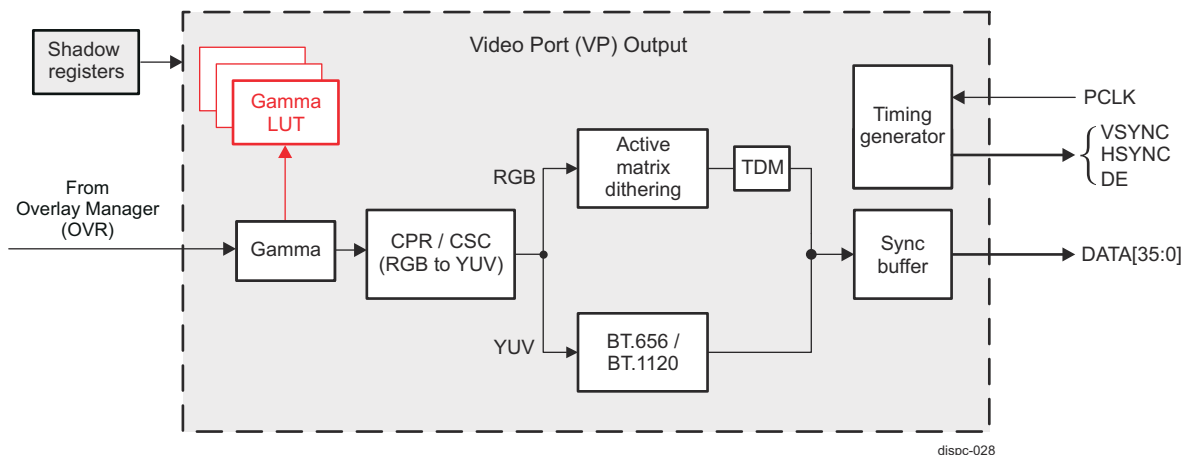 Video Port (VP) Output
Shadow
registers
Gamma
LUT
From
Overlay Manager
(OVR)
Gamma
CPR / CSC
(RGB to YUV)
RGB
YUV
Active
matrix
dithering
TDM
BT.656 /
BT.1120
Timing
generator
Sync
buffer
PCLK
VSYNC
HSYNC
DE
DATA[35:0]
dispc-028